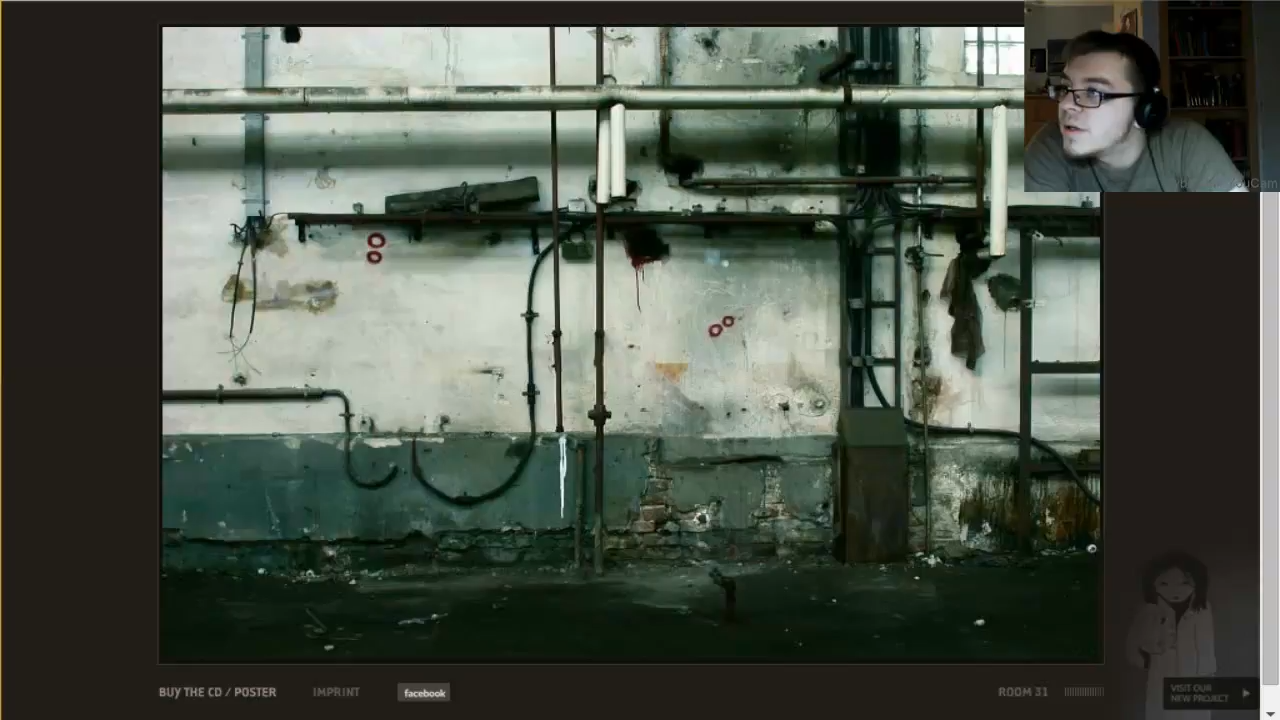 BUY THE CD / POSTER
IMPRINT
facebook
ROOM 31
VISIT OUR
NEW PROJECT